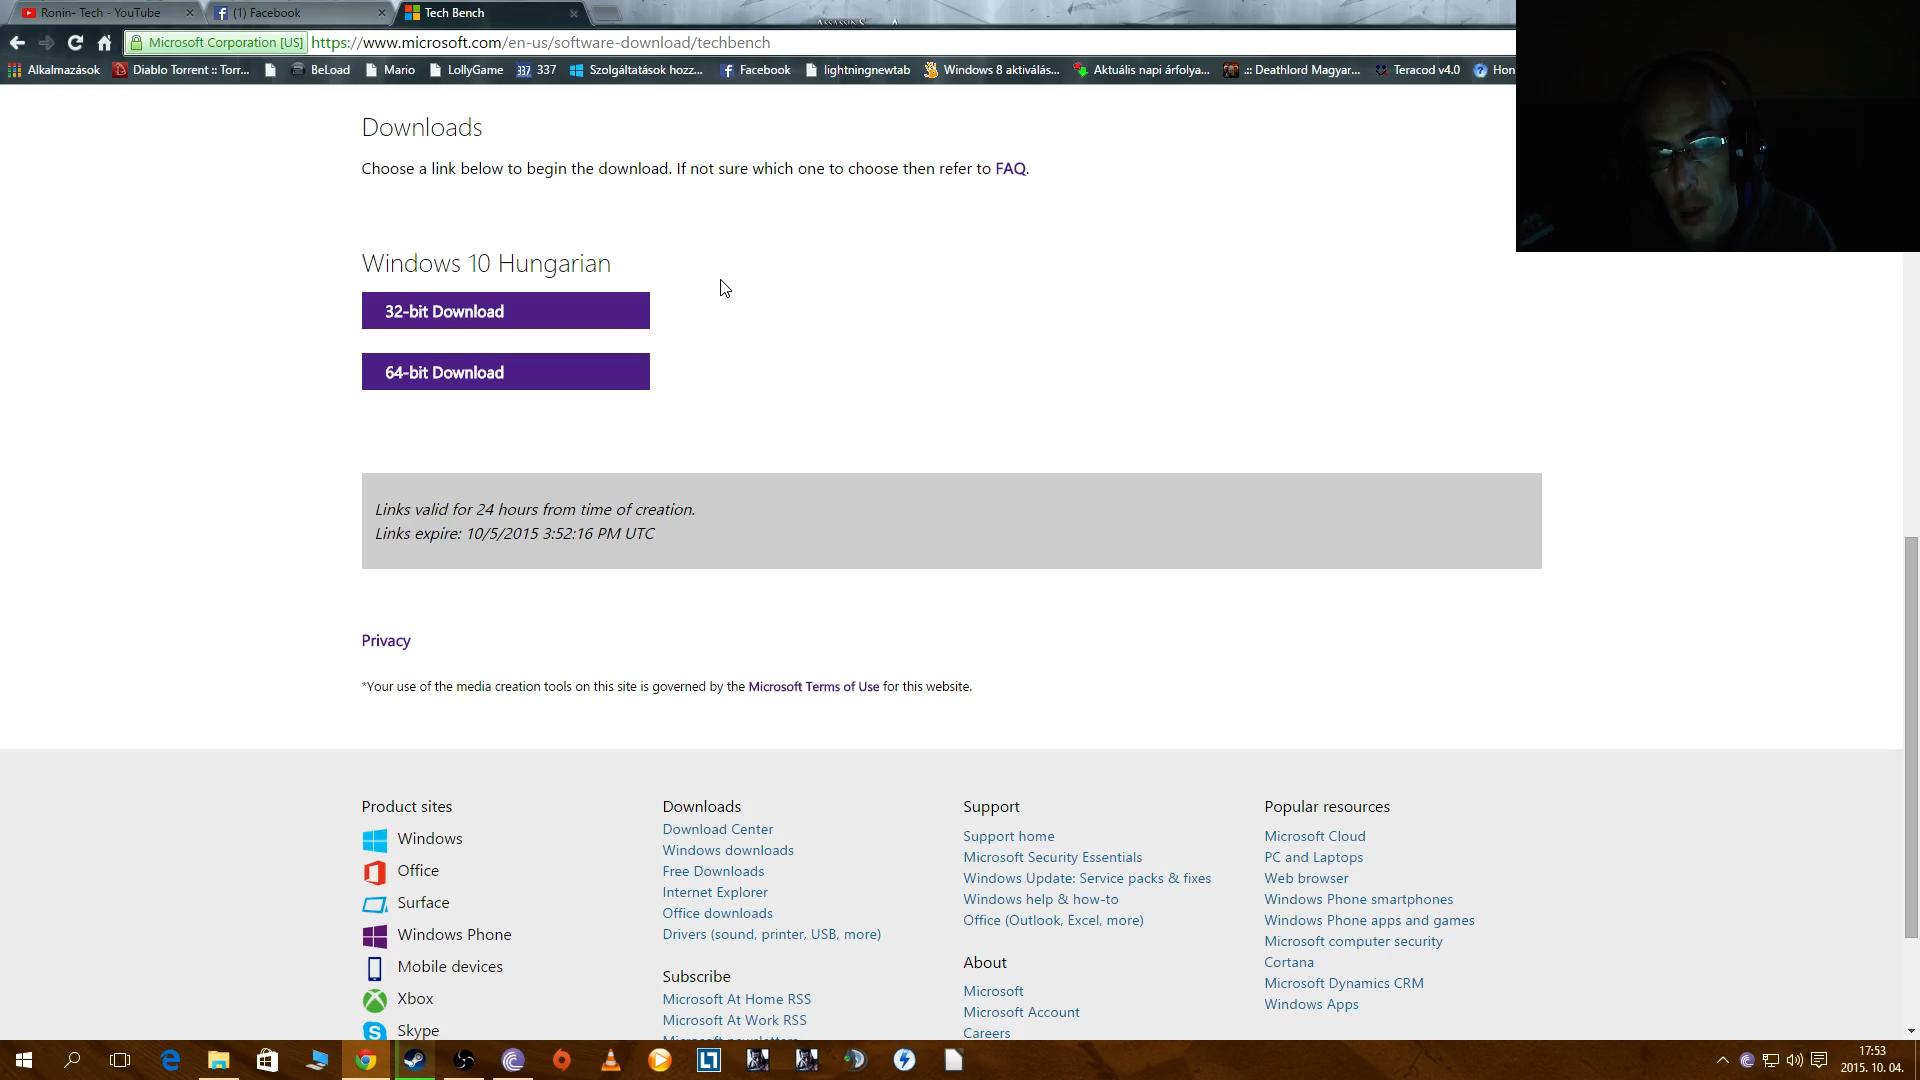 Ronin- Tech - YouTube
(1) Facebook
Tech Bench
Microsoft Corporation [US]
https://www.microsoft.com/en-us/software-download/techbench
Alkalmazások
Diablo Torrent :: Torr...
BeLoad
Mario
LollyGame
337
337
Szolgáltatások hozz...
Facebook
lightningnewtab
Windows 8 aktiválás...
Aktuális napi árfolya...
.:: Deathlord Magyar...
Teracod v4.0
Hon
Downloads
Choose a link below to begin the download. If not sure which one to choose then refer to FAQ.
Windows 10 Hungarian
32-bit Download
64-bit Download
Links valid for 24 hours from time of creation.
Links expire: 10/5/2015 3:52:16 PM UTC
Privacy
*Your use of the media creation tools on this site is governed by the Microsoft Terms of Use for this website.
Product sites
Windows
Office
Surface
Windows Phone
Mobile devices
Xbox
Skype
Downloads
Download Center
Windows downloads
Free Downloads
Internet Explorer
Office downloads
Drivers (sound, printer, USB, more)
Subscribe
Microsoft At Home RSS
Microsoft At Work RSS
Microsoft newsletters
Support
Support home
Microsoft Security Essentials
Windows Update: Service packs & fixes
Windows help & how-to
Office (Outlook, Excel, more)
About
Microsoft
Microsoft Account
Careers
Popular resources
Microsoft Cloud
PC and Laptops
Web browser
Windows Phone smartphones
Windows Phone apps and games
Microsoft computer security
Cortana
Microsoft Dynamics CRM
Windows Apps
17:53
2015. 10. 04.